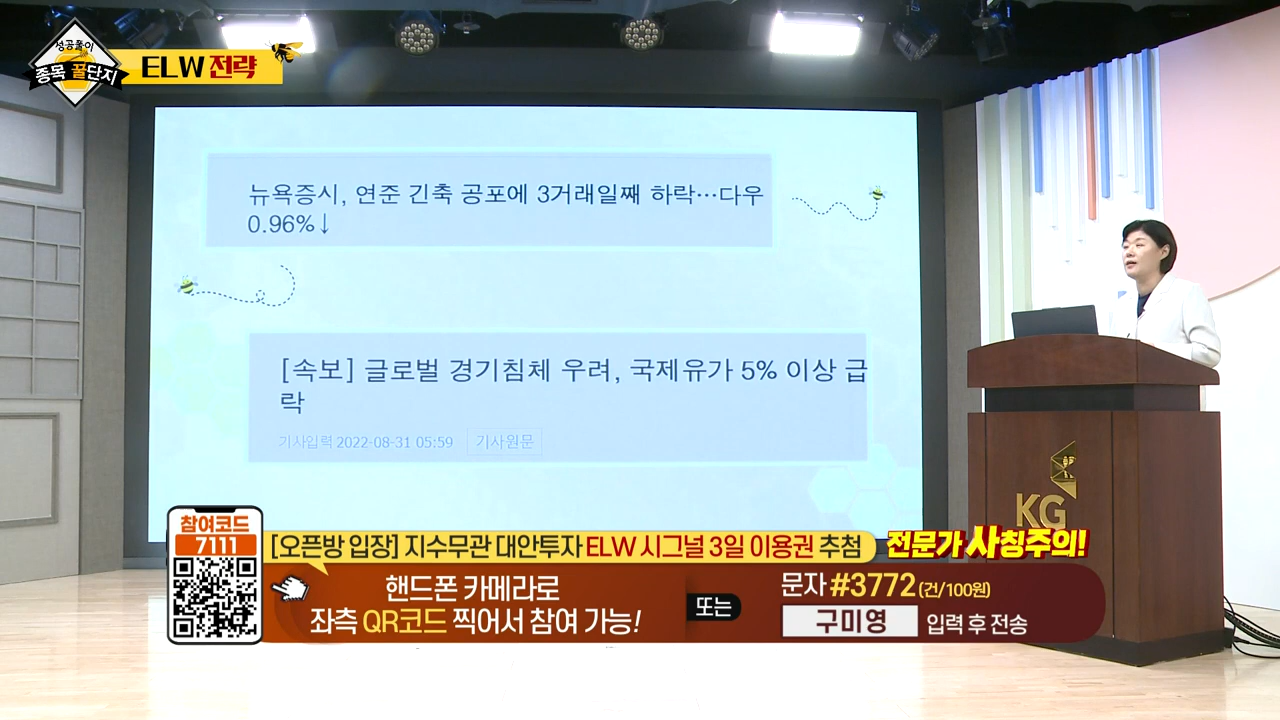 성공풀이
종목 꿀단지
ELW전략
뉴욕증시, 연준 긴축 공포에 3거래일째 하락…다우
0.96%↓
[속보] 글로벌 경기침체 우려, 국제유가 5% 이상 급
락
기사입력 2022-08-31 05:59 기사원문
KG
참여코드
7111
[오픈방 입장] 지수무관 대안투자 ELW 시그널 3일 이용권 추첨
전문가 사칭주의!
핸드폰 카메라로
좌측 QR코드 찍어서 참여 가능!
또는
문자 #3772 (건/100원)
구미영 입력 후 전송